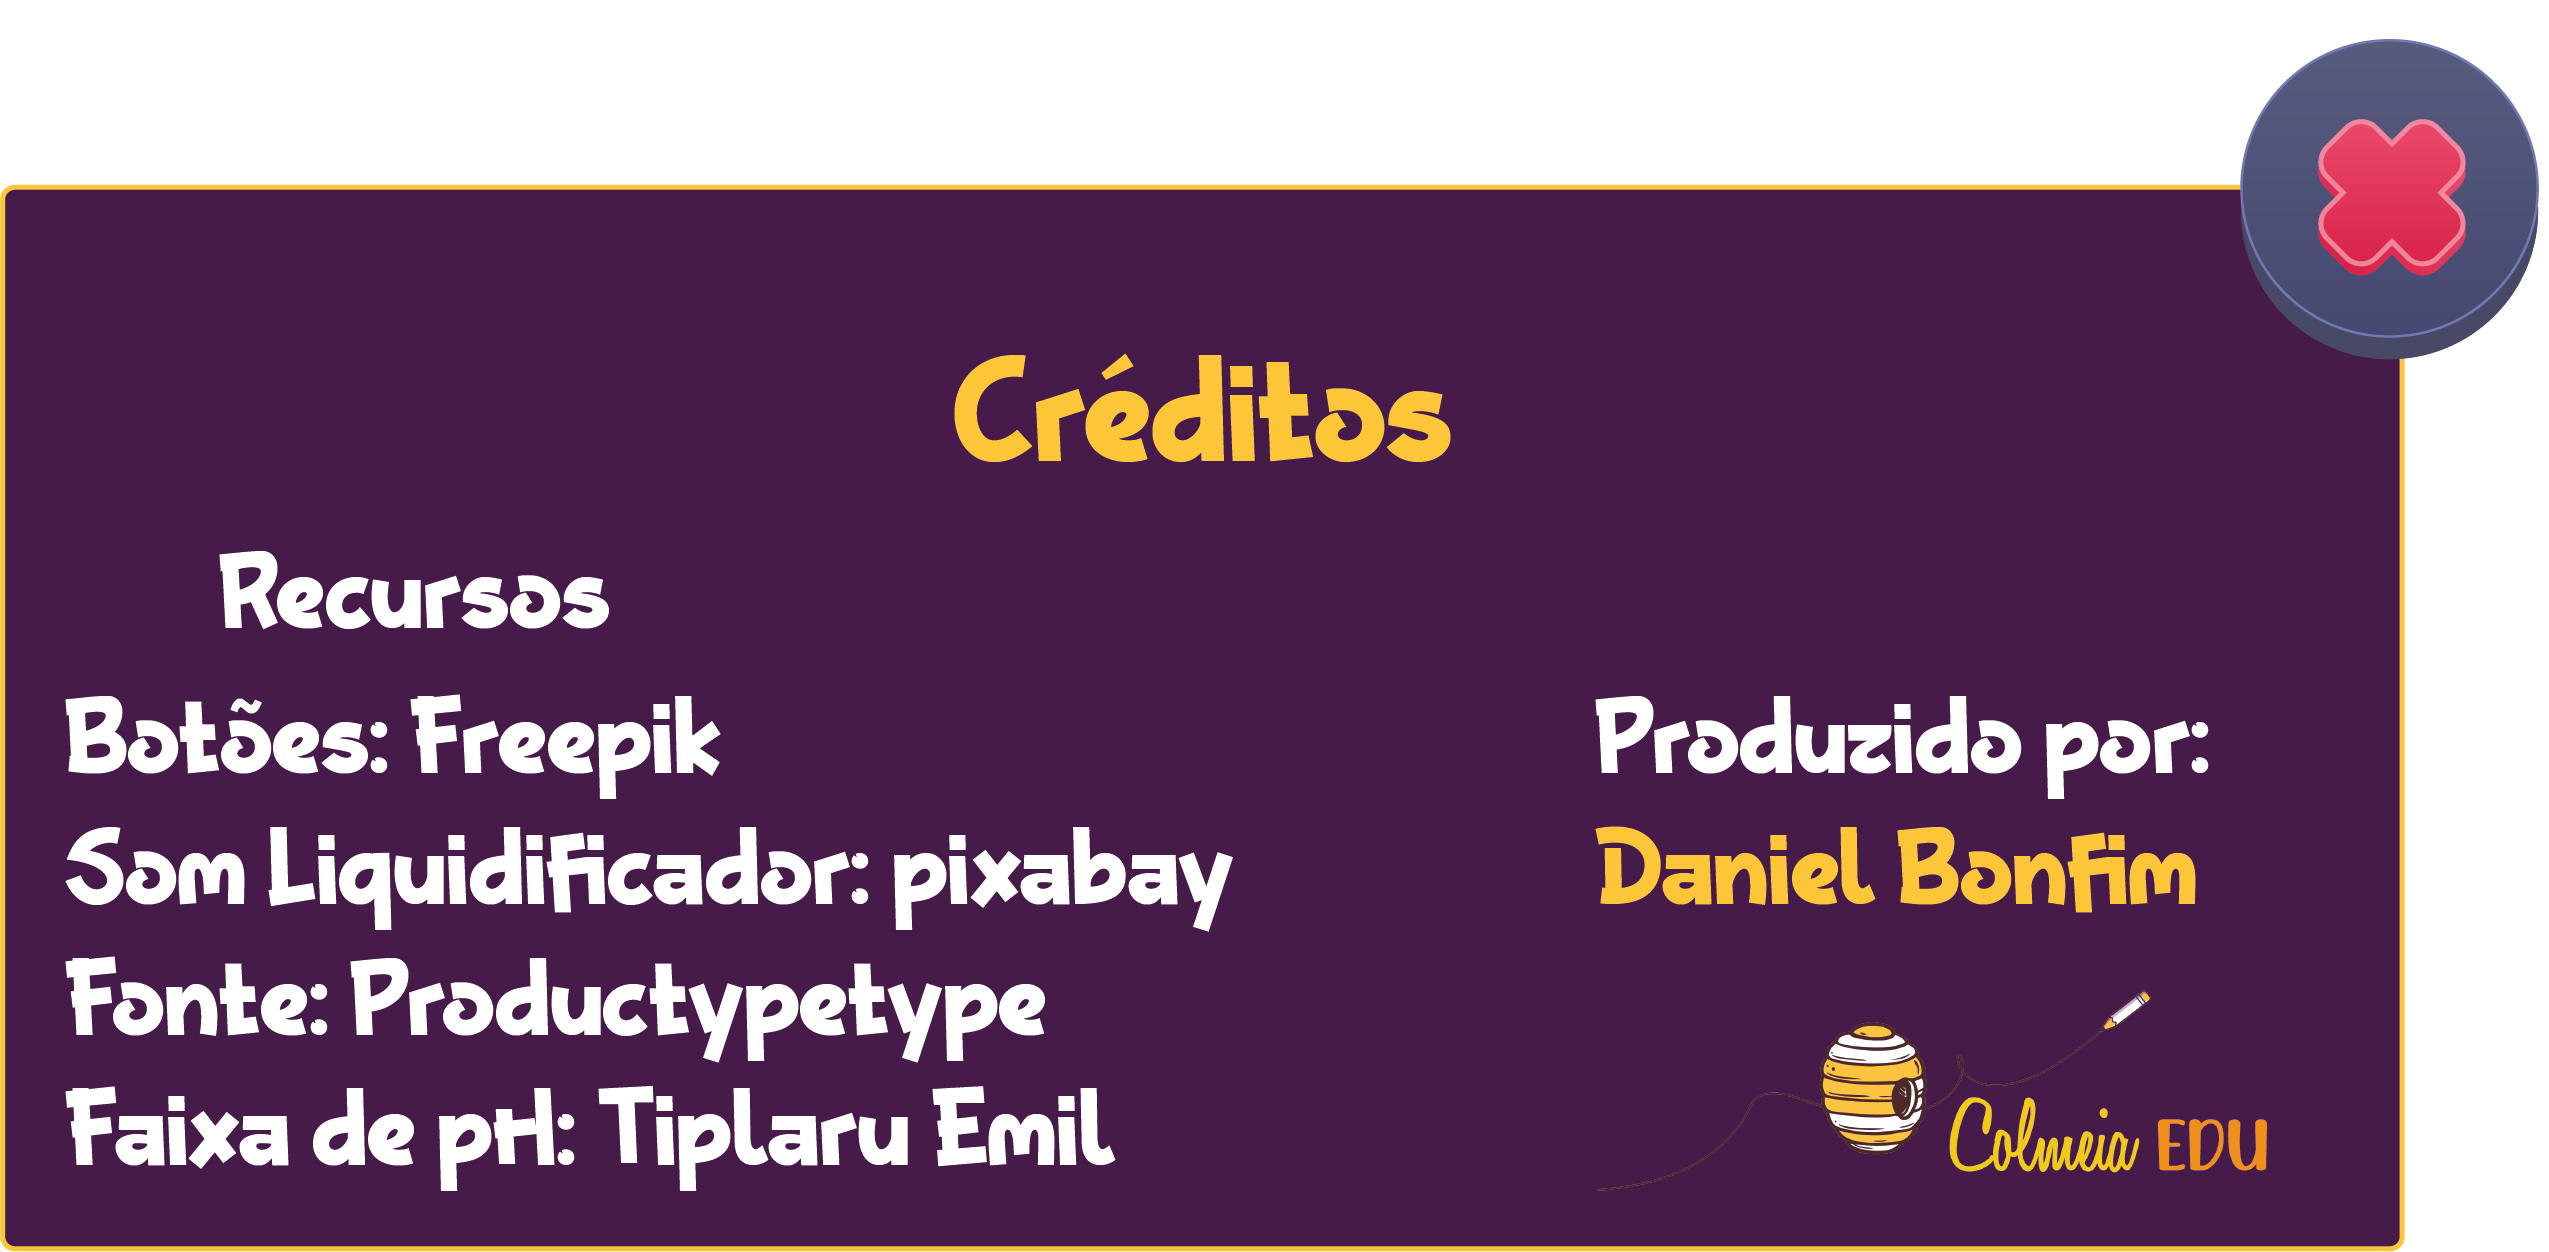 Créditos
Recursos
Botões: Freepik
Som Liquidificador: pixabay
Fonte: Productypetype
Faixa de pH: Tiplaru Emil
Produzido por:
Daniel Bonfim
Colmeia EDU